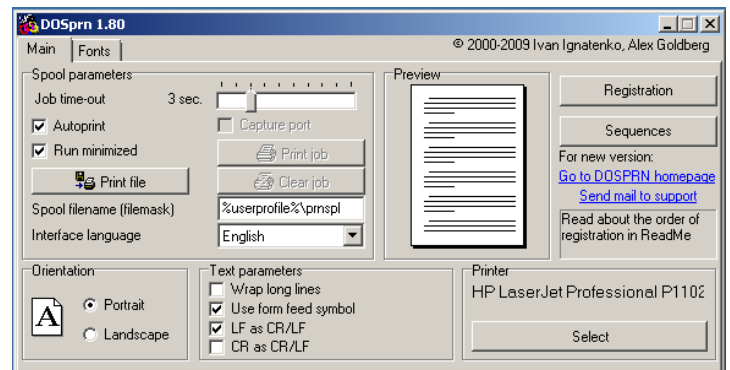 DOSprn 1.80
Main Fonts
© 2000-2009 Ivan Ignatenko, Alex Goldberg
Spool parameters
Job time-out 3 sec.
Autoprint
Capture port
Run minimized
Print job
Print file
Clear job
Spool filename (filemask) %userprofile%\prnspl
Interface language English
Preview
Registration
Sequences
For new version:
Go to DOSPRN homepage
Send mail to support
Read about the order of
registration in ReadMe
Orientation
A
Portrait
Landscape
Text parameters
Wrap long lines
Use form feed symbol
LF as CR/LF
CR as CR/LF
Printer
HP LaserJet Professional P1102
Select